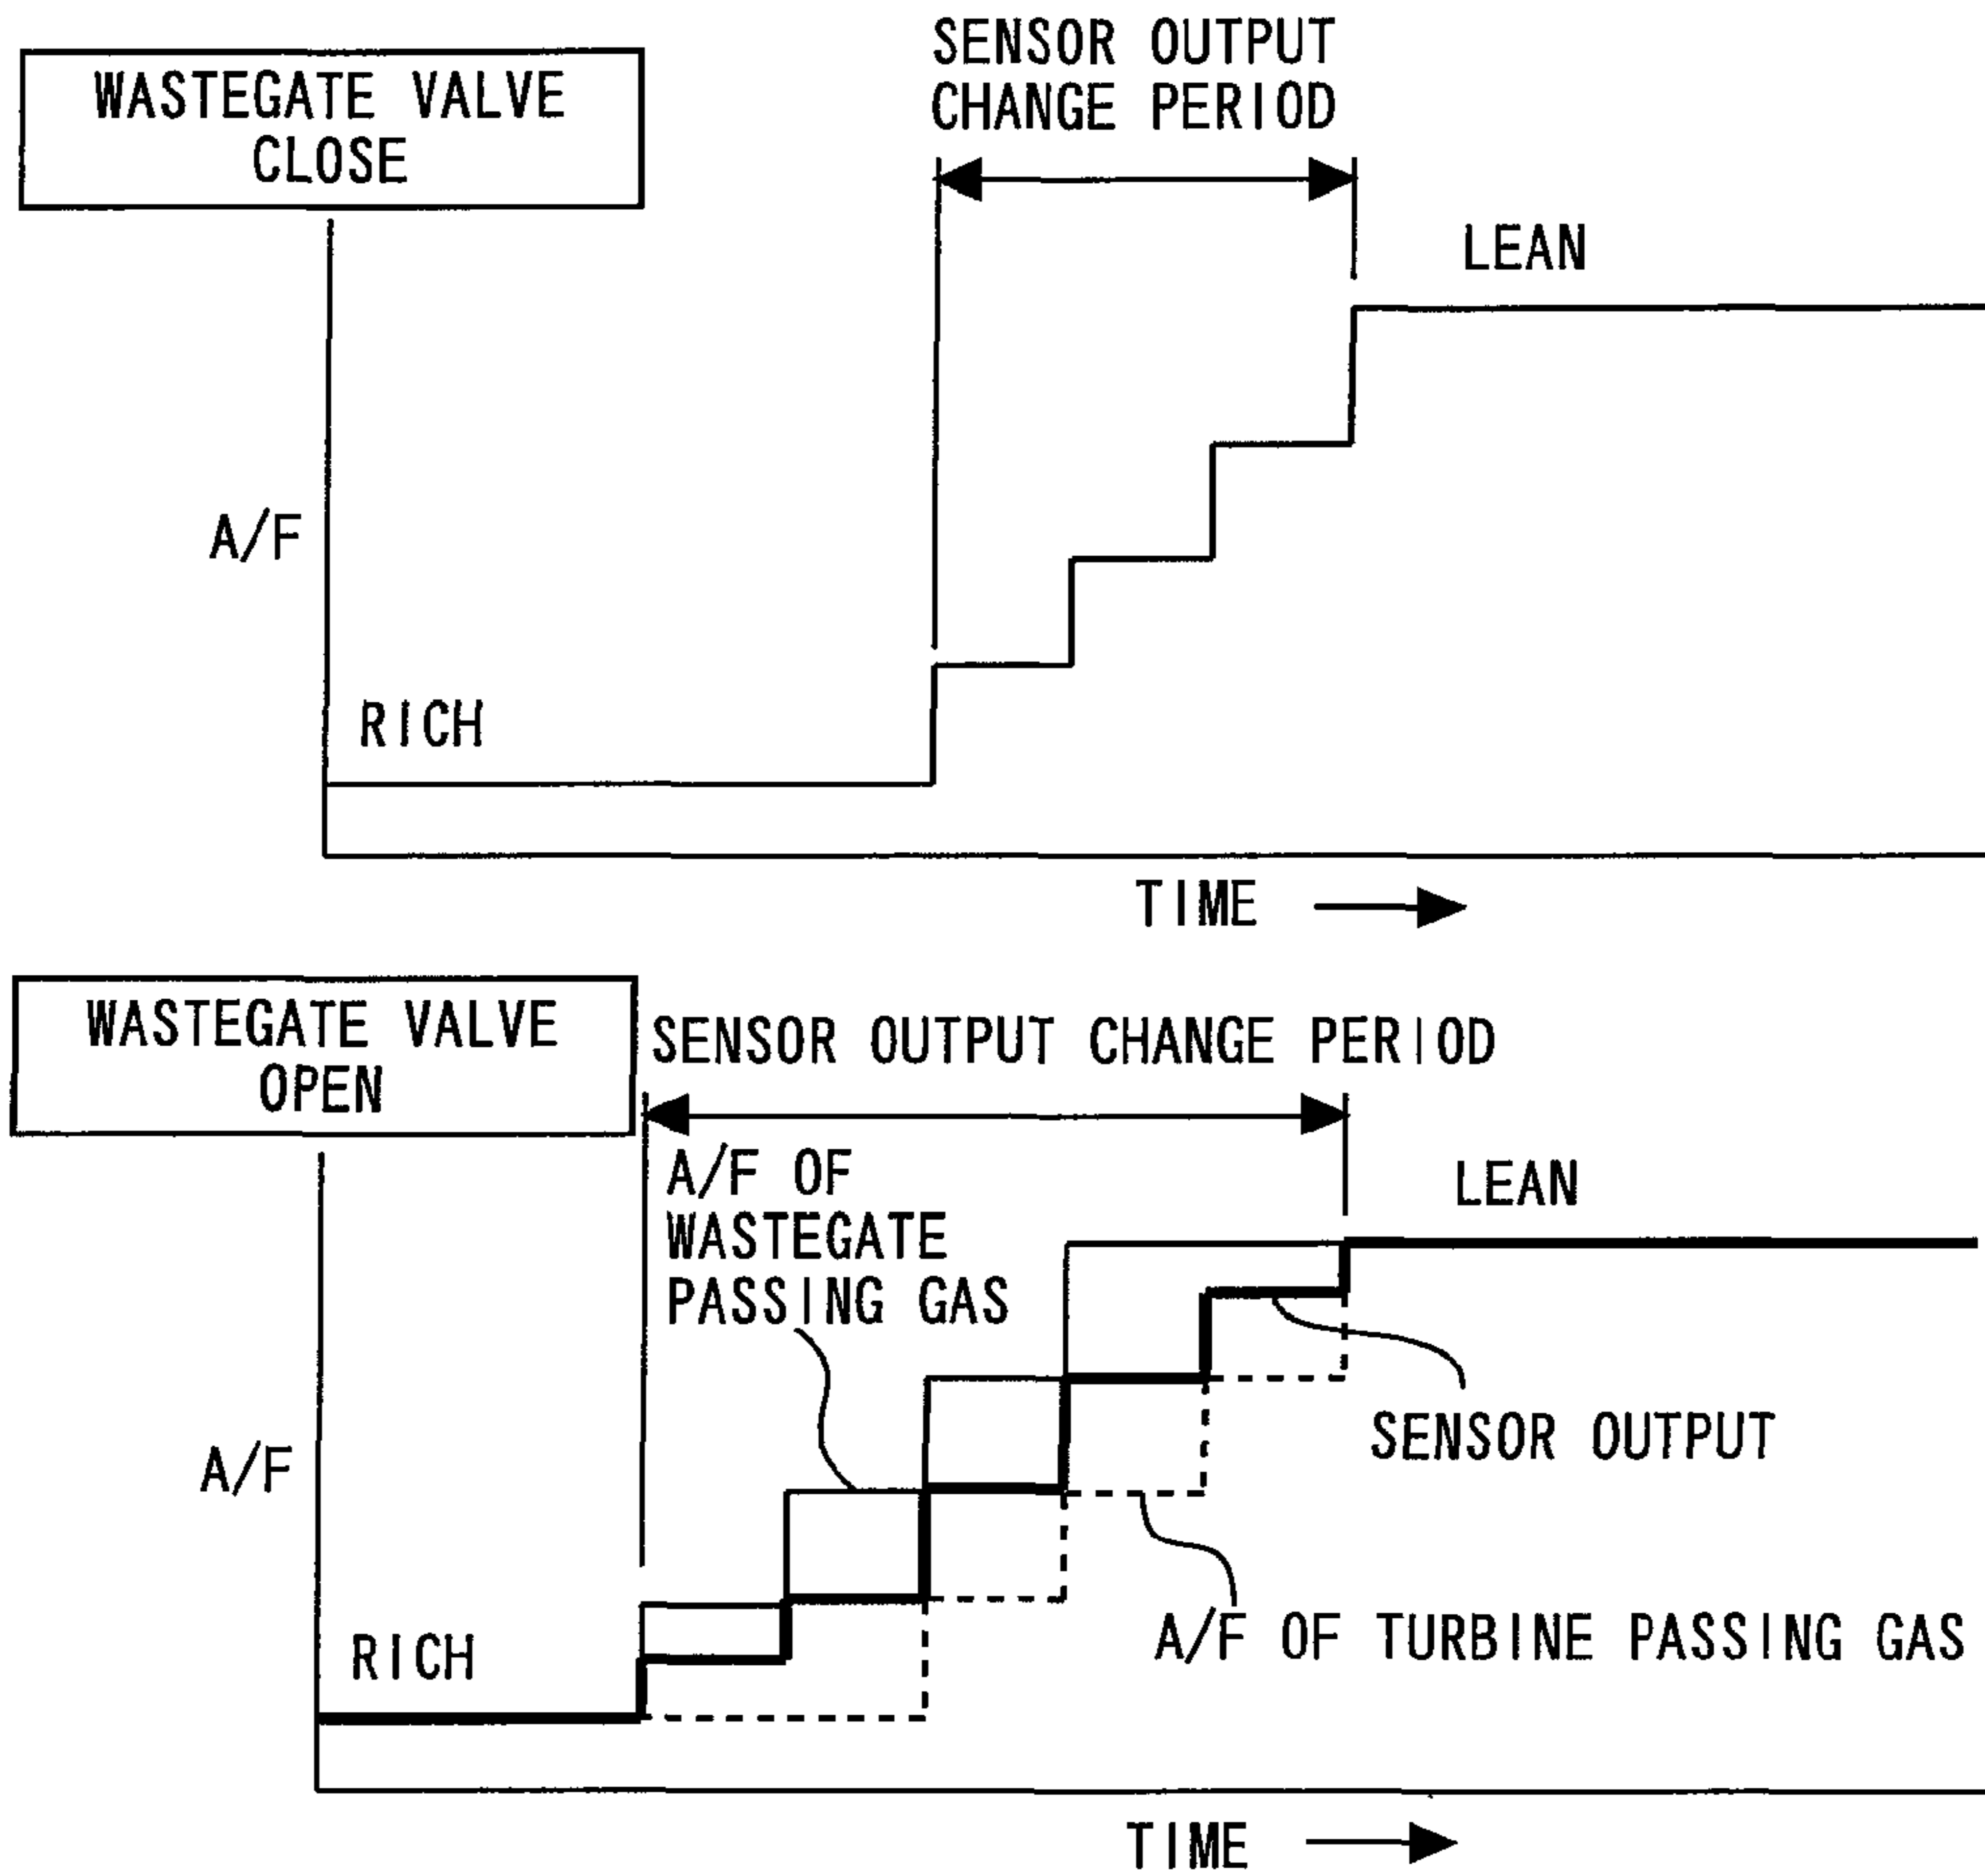 SENSOR OUTPUT
CHANGE PERIOD
WASTEGATE VALVE
CLOSE
LEAN
A/F
RICH
TIME
WASTEGATE VALVE
OPEN
SENSOR OUTPUT CHANGE PERIOD
A/F OF
WASTEGATE
PASSING GAS
LEAN
SENSOR OUTPUT
A/F
A/F OF TURBINE PASSING GAS
RICH
TIME